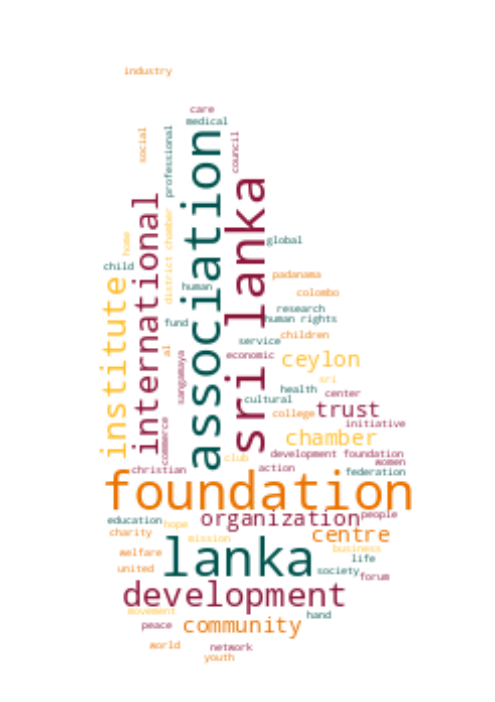 industry
care
medical
social
professional
council
association
sri lanka
international
home
district chamber
global
child
human
padanama
institute
colombo
research
fund
human rights
children
service
al
sangamaya
economic
ceylon
sri
health
center
cultural
college
trust
commerce
initiative
chamber
club
development foundation
women
christian
action
federation
foundation
education
hope
organization
people
charity
mission
centre
business
welfare
lanka
life
united
society
forum
development
movement
hand
peace
community
world
network
youth